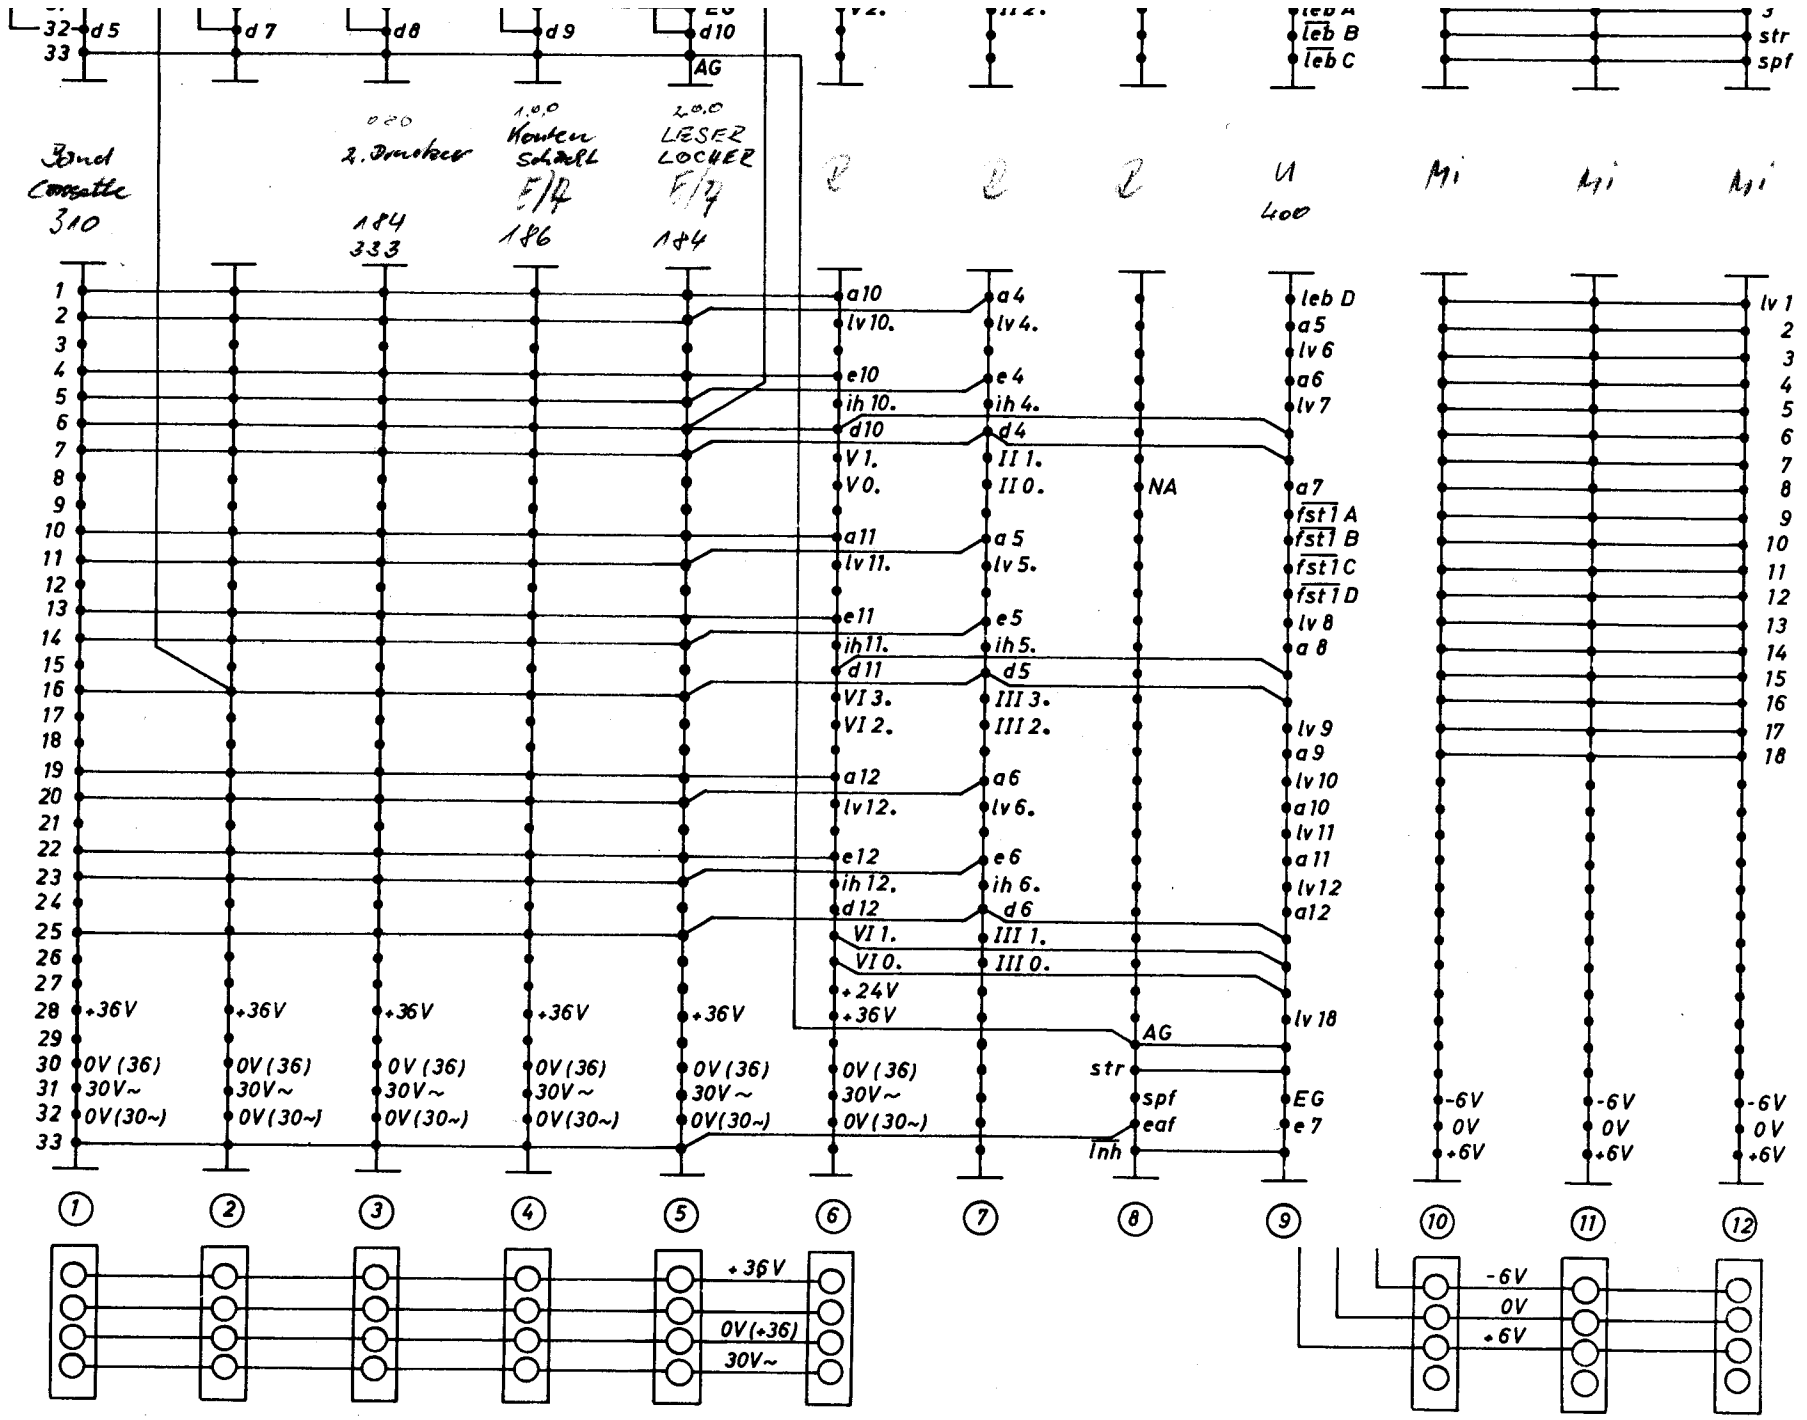 32 d5 d7 d8 d9 d10 leb B str
33 AG leb C spf
Band
Cassette
310
2. Drucker
184
333
1.0.0
Konten
E/A
186
2.0.0
LESER
LOCHER
184
U
400
Mi Mi Mi
1 a10 a4 leb D lv1
2 lv10. lv4. a5 2
3 lv6 3
4 e10 e4 a6 4
5 ih10. ih4. lv7 5
6 d10 d4 6
7 V1. II1. 7
8 V0. II0. NA a7 8
9 fst1 A 9
10 a11 a5 fst1 B 10
11 lv11. lv5. fst1 C 11
12 fst1 D 12
13 e11 e5 lv8 13
14 ih11. ih5. a8 14
15 d11 d5 15
16 VI3. III3. 16
17 VI2. III2. lv9 17
18 a9 18
19 a12 a6 lv10
20 lv12. lv6. a10
21 lv11
22 e12 e6 a11
23 ih12. ih6. lv12
24 d12 d6 a12
25 VI1. III1.
26 VI0. III0.
27 +24V
28 +36V +36V +36V +36V +36V +36V lv18
29 AG
30 0V(36) 0V(36) 0V(36) 0V(36) 0V(36) 0V(36) str
31 30V~ 30V~ 30V~ 30V~ 30V~ 30V~ spf EG -6V -6V -6V
32 0V(30~) 0V(30~) 0V(30~) 0V(30~) 0V(30~) 0V(30~) eaf e7 0V 0V 0V
33 Inh +6V +6V +6V
1 2 3 4 5 6 7 8 9 10 11 12
+36V -6V
0V
0V(+36) +6V
30V~